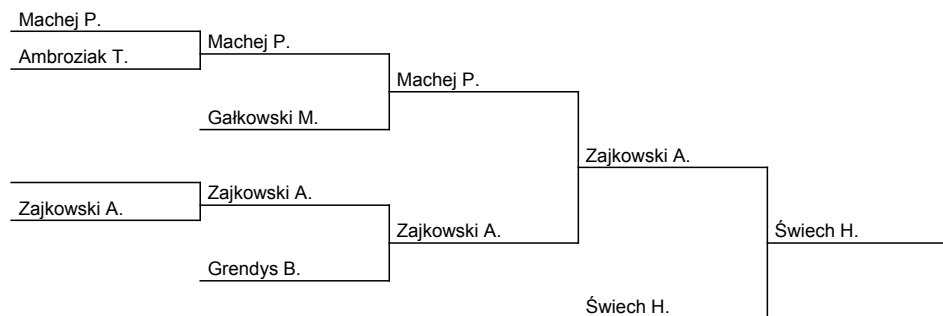 Machej P.
Ambroziak T.
Machej P.
Machej P.
Gałkowski M.
Zajkowski A.
Zajkowski A.
Zajkowski A.
Zajkowski A.
Świech H.
Grendys B.
Świech H.